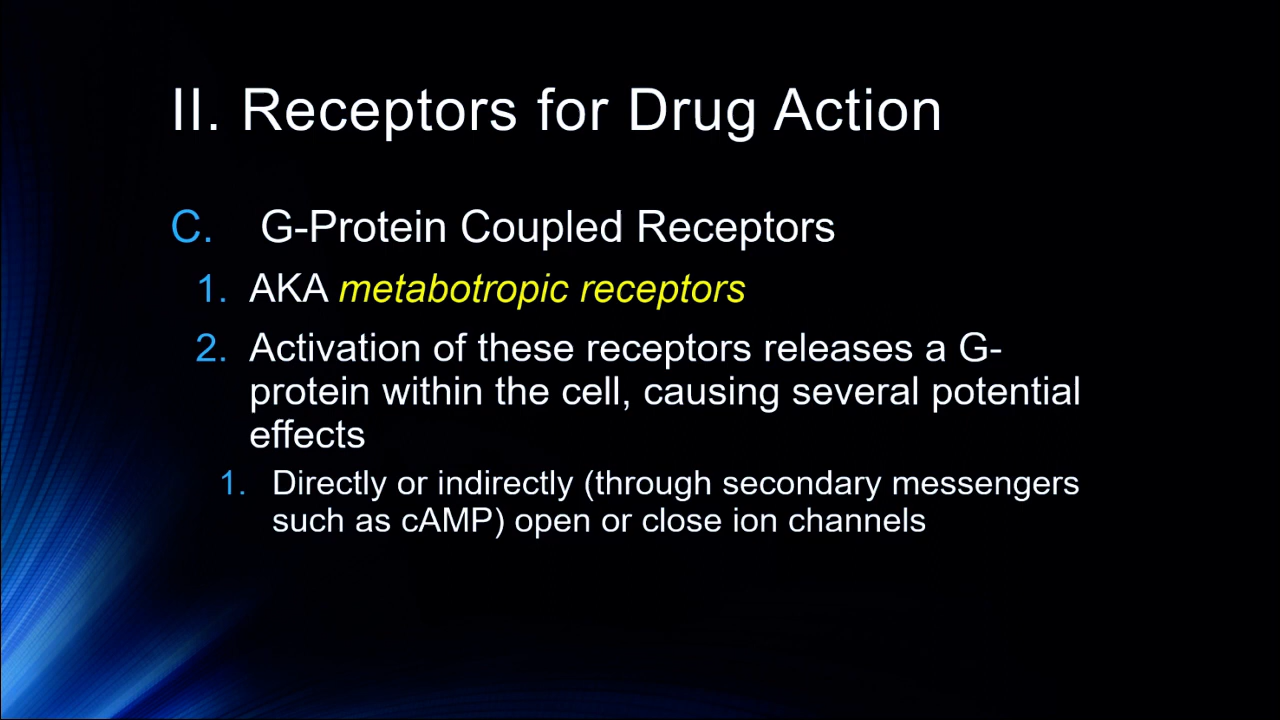 II. Receptors for Drug Action
C. G-Protein Coupled Receptors
1. AKA metabotropic receptors
2. Activation of these receptors releases a G-
protein within the cell, causing several potential
effects
1. Directly or indirectly (through secondary messengers
such as cAMP) open or close ion channels